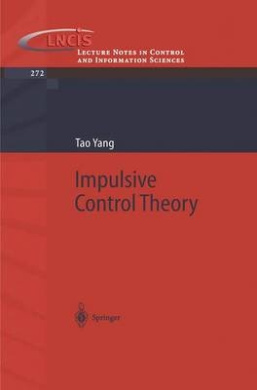 LNCIS
LECTURE NOTES IN CONTROL
AND INFORMATION SCIENCES
272
Tao Yang
Impulsive
Control Theory
Springer